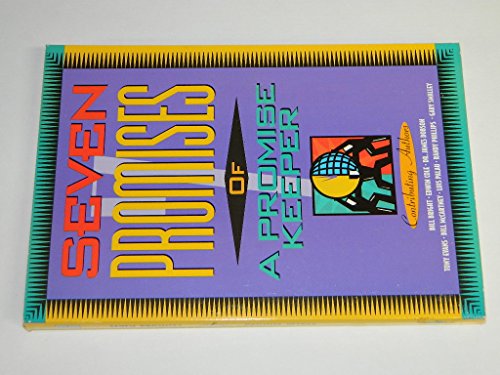 SEVEN
PROMISES
OF
A PROMISE
KEEPER
Contributing Authors
BILL BRIGHT • EDWIN COLE • DR. JAMES DOBSON
TONY EVANS • BILL MCCARTNEY • LUIS PALAU • RANDY PHILLIPS • GARY SMALLEY